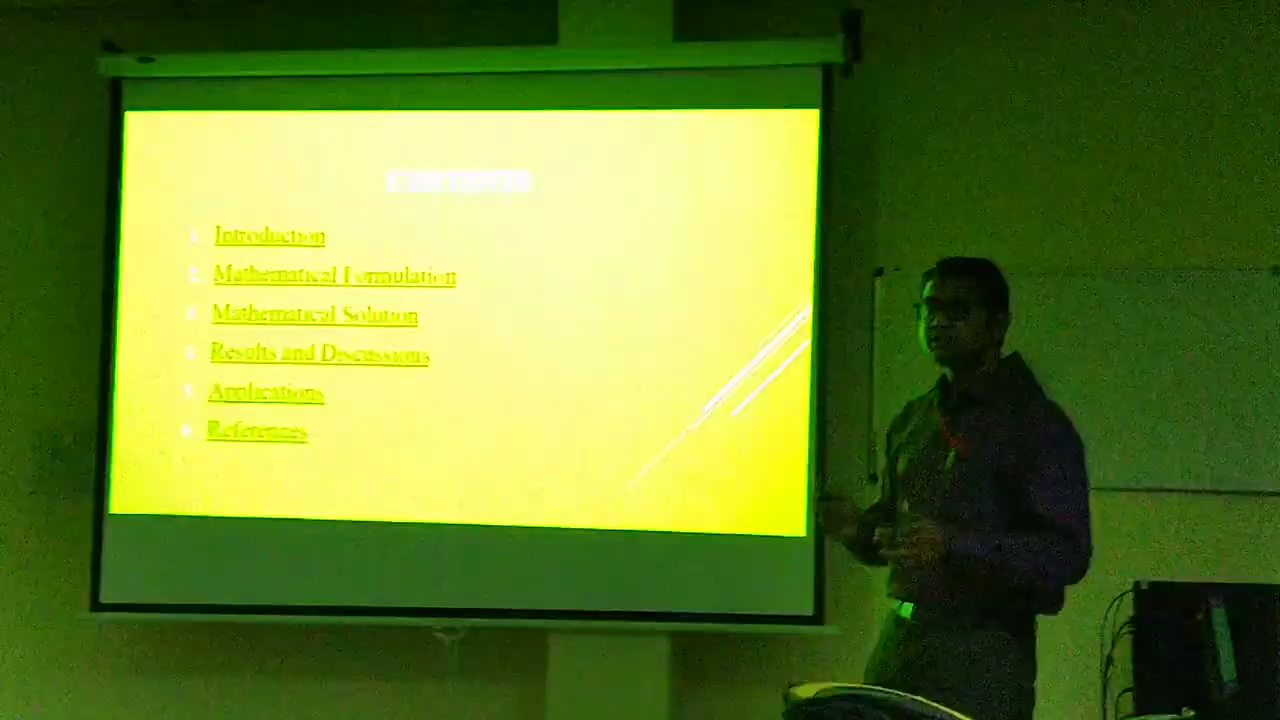 Introduction
Mathematical Formulation
Mathematical Solution
Results and Discussions
Applications
References